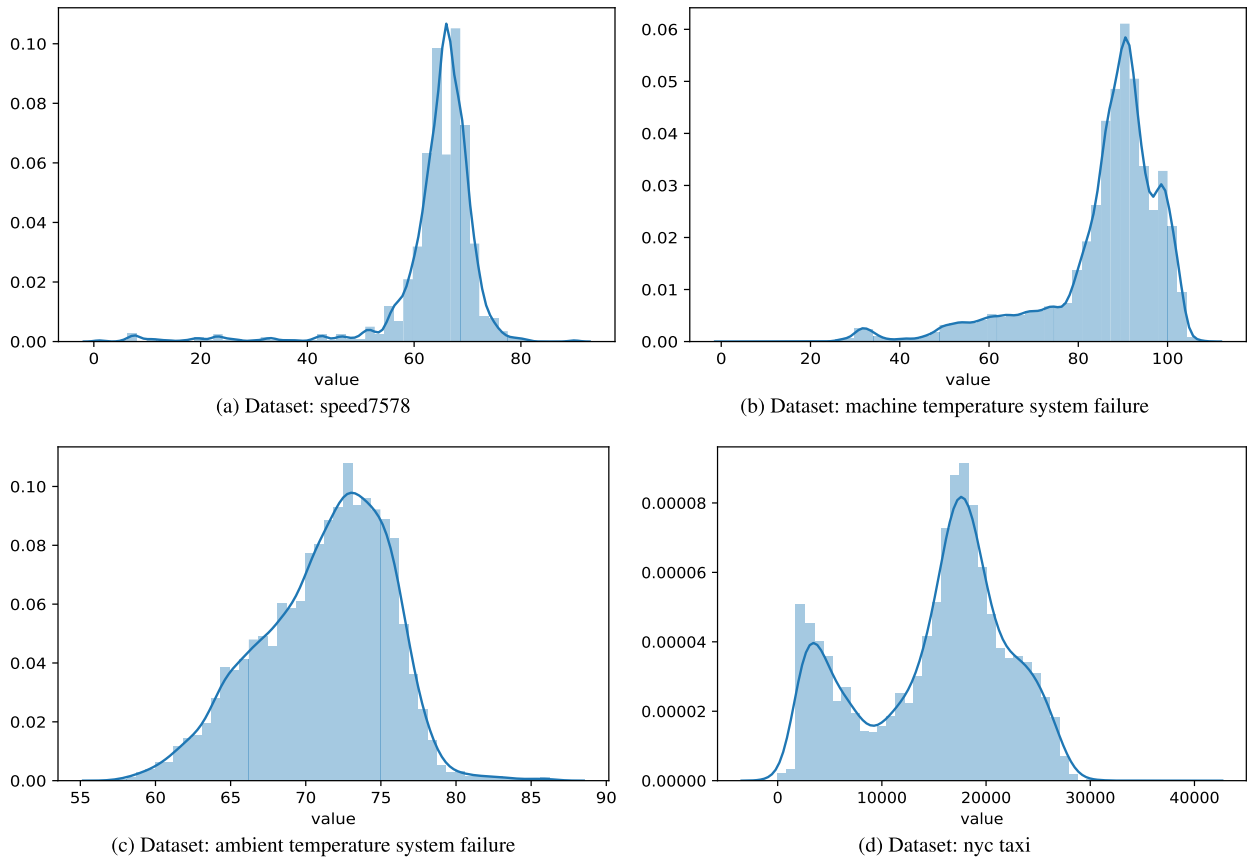 0.10
0.08
0.06
0.04
0.02
0.00
0 20 40 60 80
value
(a) Dataset: speed7578
0.06
0.05
0.04
0.03
0.02
0.01
0.00
0 20 40 60 80 100
value
(b) Dataset: machine temperature system failure
0.10
0.08
0.06
0.04
0.02
0.00
55 60 65 70 75 80 85 90
value
(c) Dataset: ambient temperature system failure
0.00008
0.00006
0.00004
0.00002
0.00000
0 10000 20000 30000 40000
value
(d) Dataset: nyc taxi